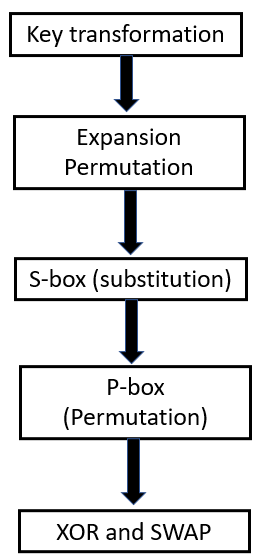 Key transformation
Expansion
Permutation
S-box (substitution)
P-box
(Permutation)
XOR and SWAP